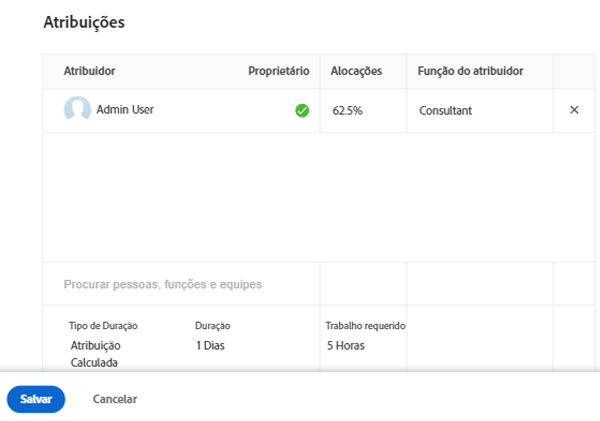 Atribuições
Atribuidor Proprietário Alocações Função do atribuidor
Admin User 62.5% Consultant
Procurar pessoas, funções e equipes
Tipo de Duração Duração Trabalho requerido
Atribuição 1 Dias 5 Horas
Calculada
Salvar Cancelar